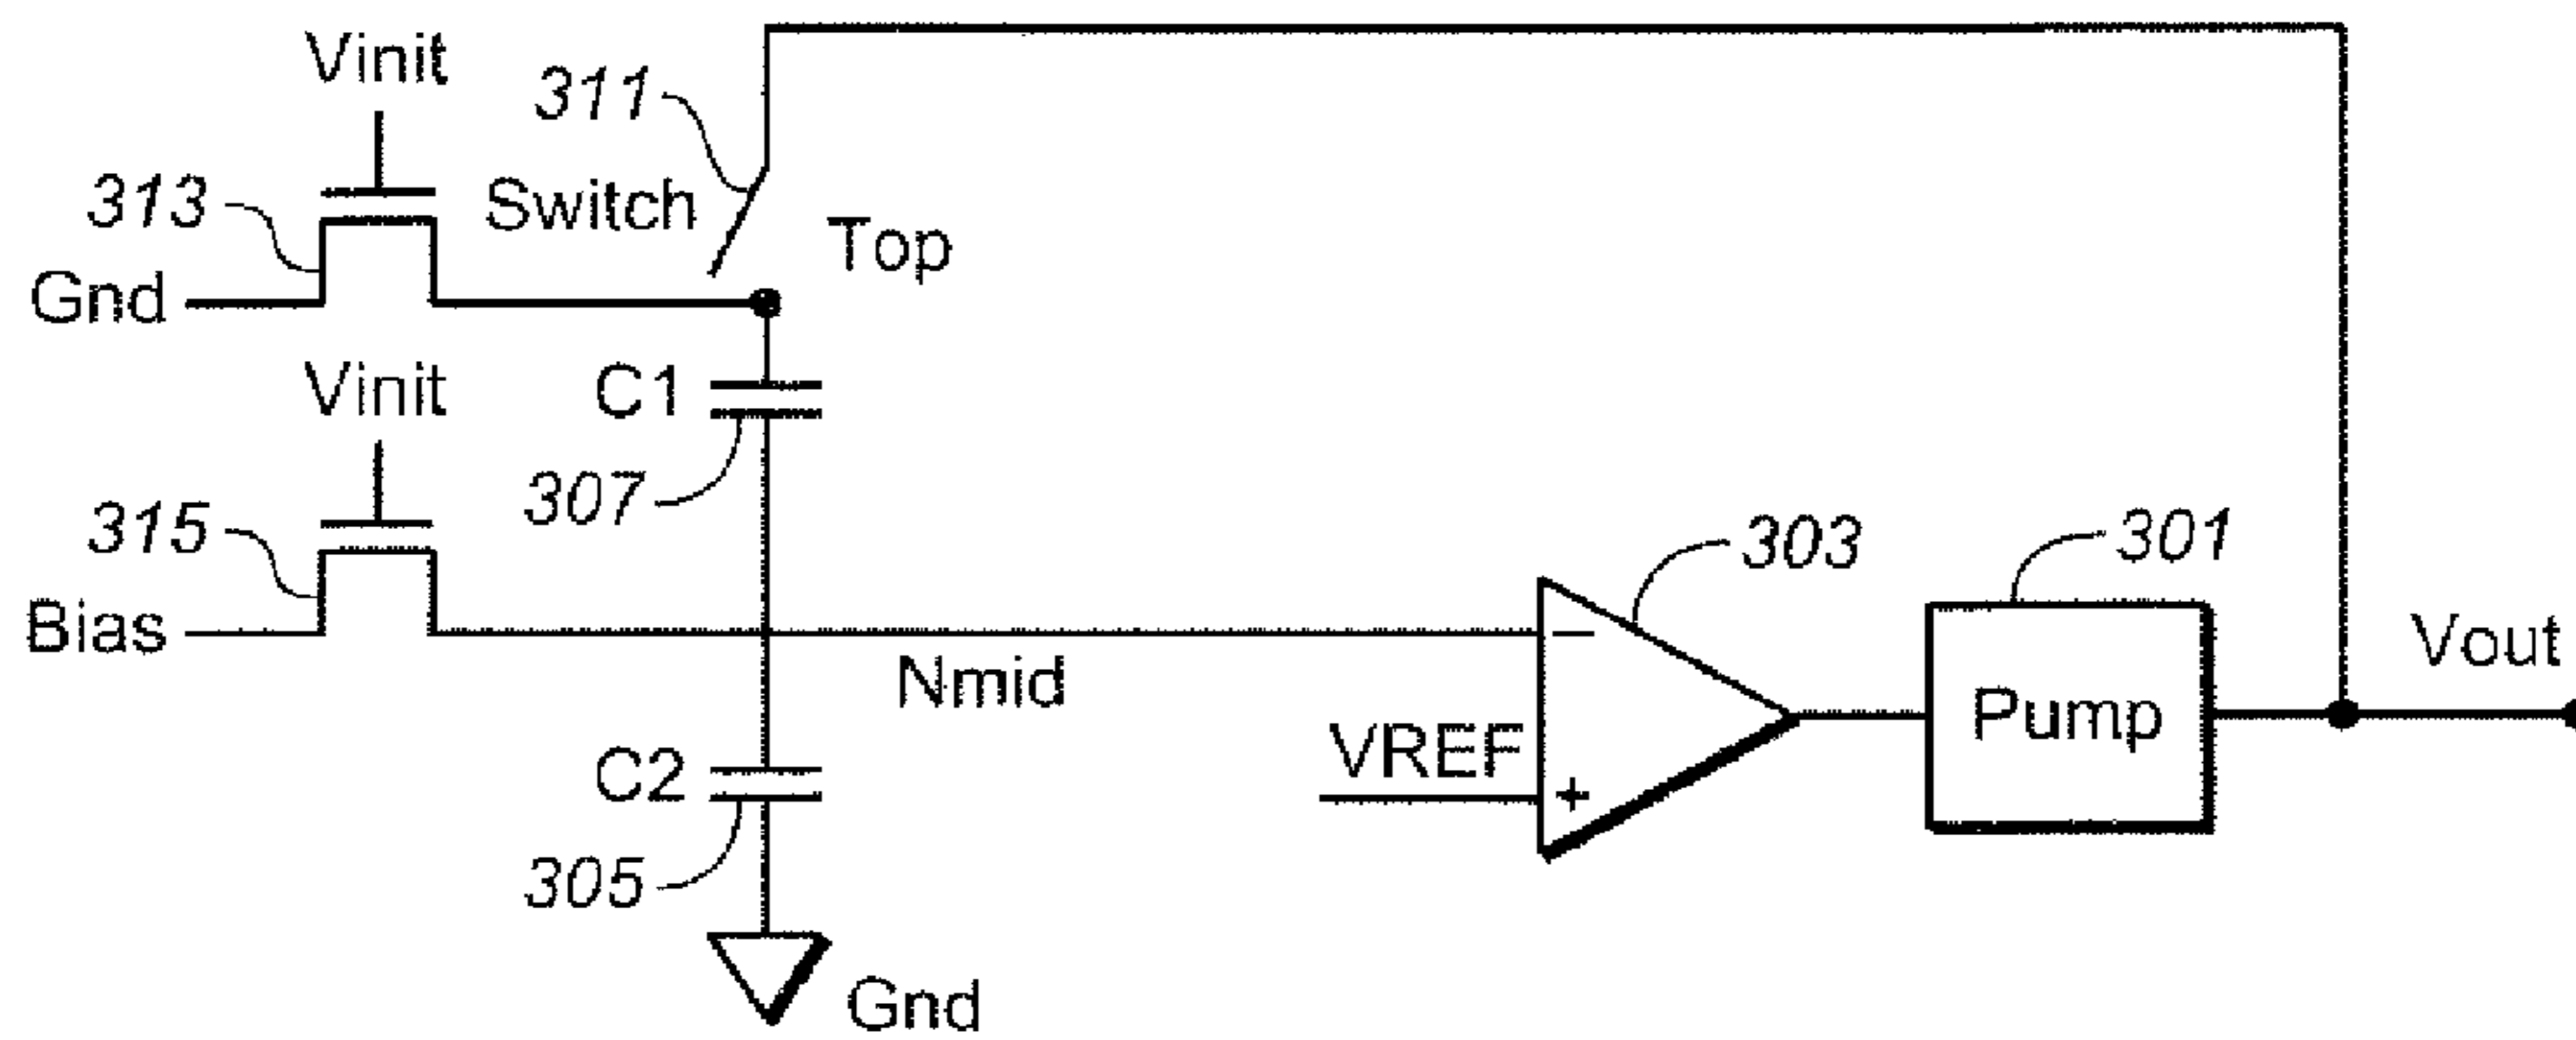 Vinit
311
313
Switch
Top
Gnd
Vinit
C1
307
315
303
301
Bias
Nmid
Vout
Pump
VREF
−
+
C2
305
Gnd